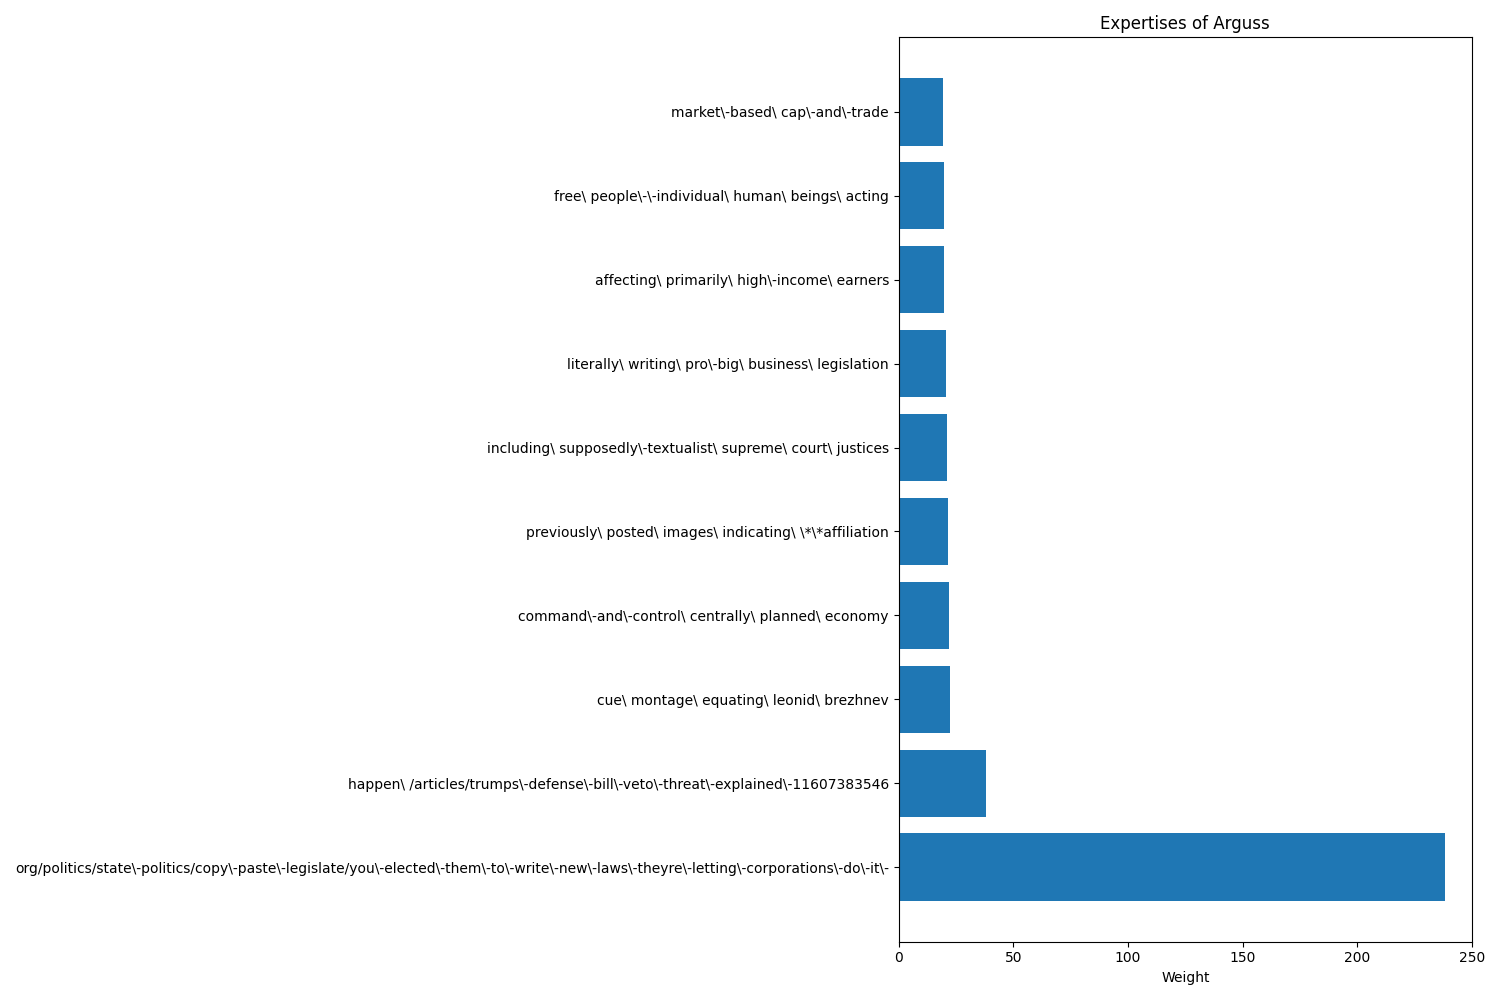 Expertises of Arguss
market\-based\ cap\-and\-trade
free\ people\-\-individual\ human\ beings\ acting
affecting\ primarily\ high\-income\ earners
literally\ writing\ pro\-big\ business\ legislation
including\ supposedly\-textualist\ supreme\ court\ justices
previously\ posted\ images\ indicating\ \*\*affiliation
command\-and\-control\ centrally\ planned\ economy
cue\ montage\ equating\ leonid\ brezhnev
happen\ /articles/trumps\-defense\-bill\-veto\-threat\-explained\-11607383546
org/politics/state\-politics/copy\-paste\-legislate/you\-elected\-them\-to\-write\-new\-laws\-theyre\-letting\-corporations\-do\-it\-
0 50 100 150 200 250
Weight